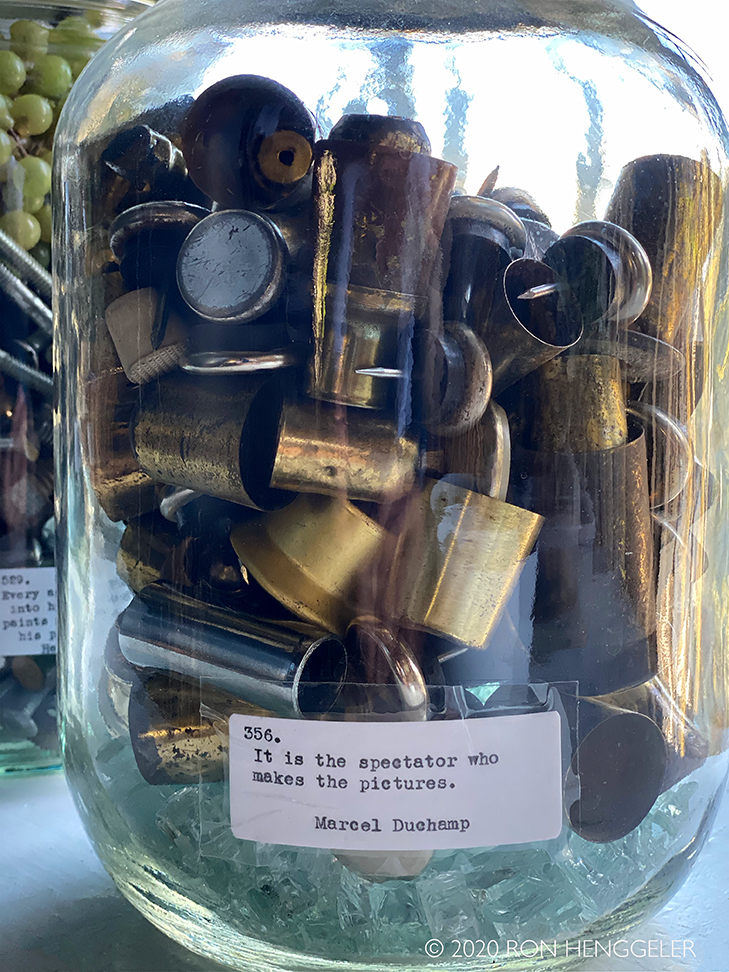 589.
Every a
into h
paints
his p
He
356.
It is the spectator who
makes the pictures.
Marcel Duchamp
© 2020 RON HENGGELER